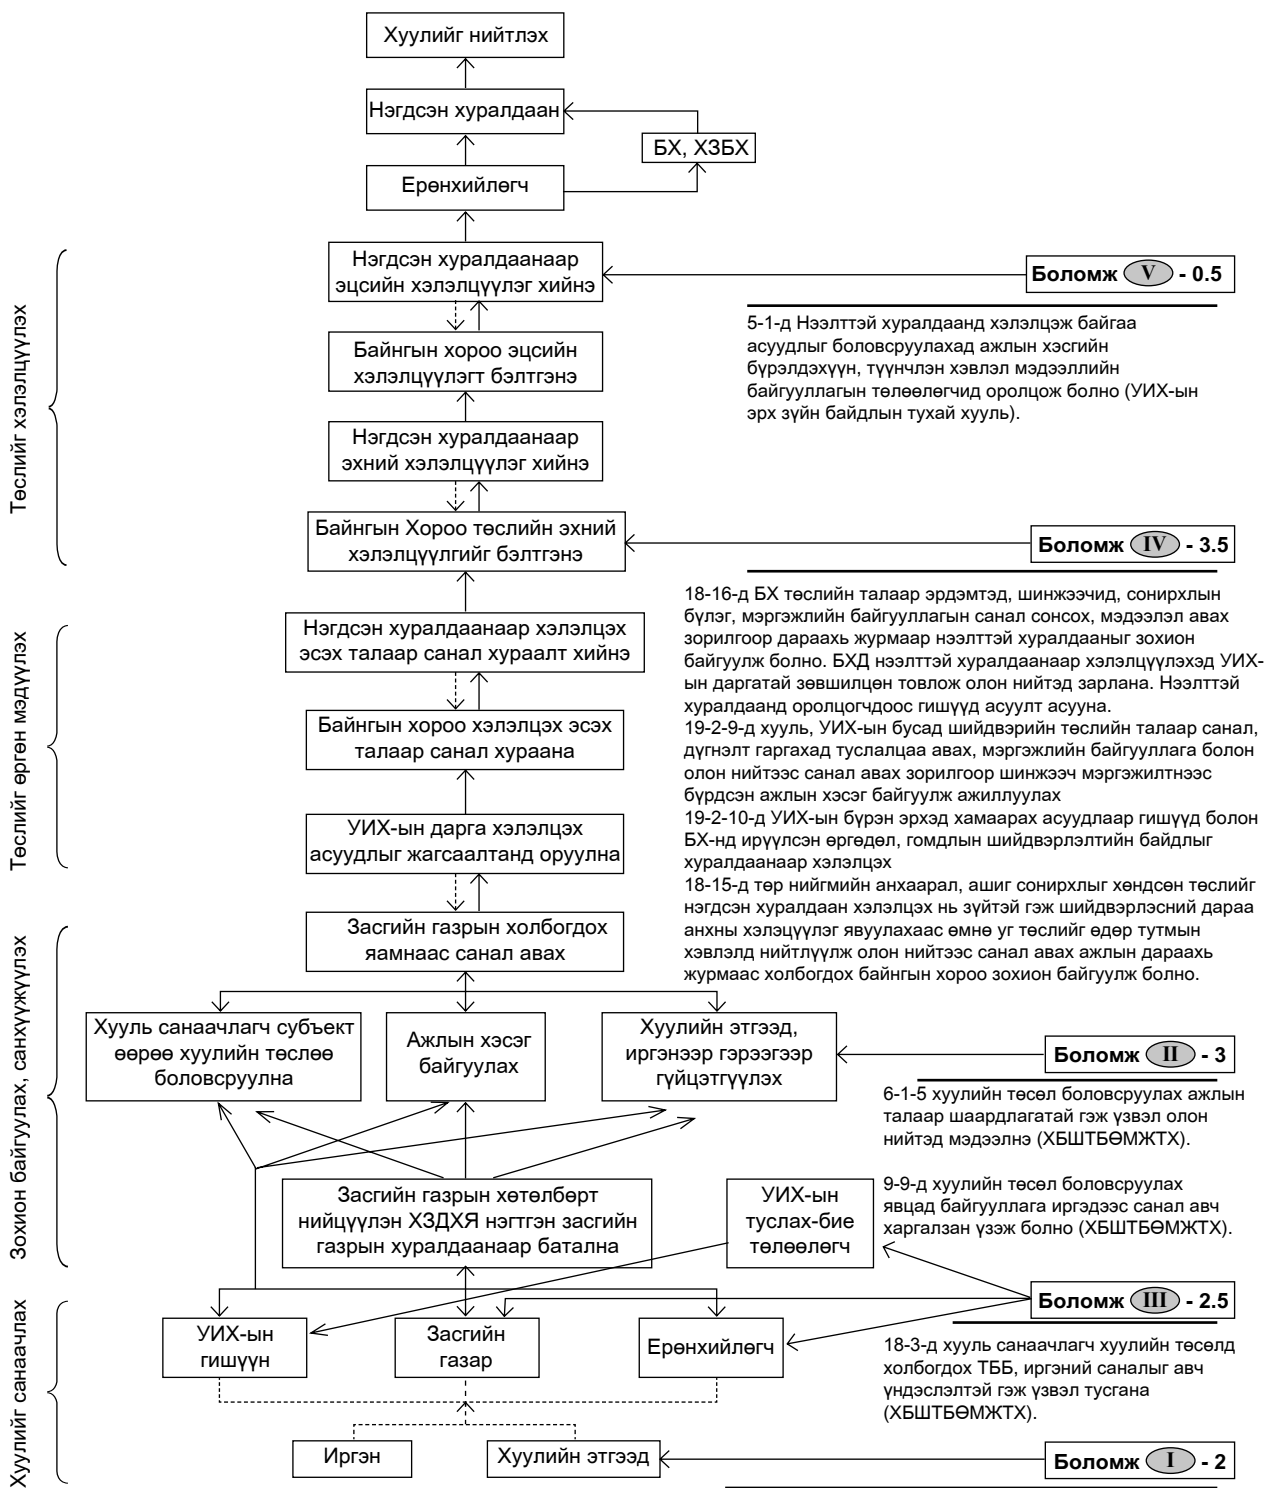 Хуулийг нийтлэх
Нэгдсэн хуралдаан
БХ, ХЗБХ
Ерөнхийлөгч
Төслийг хэлэлцүүлэх
Нэгдсэн хуралдаанаар
эцсийн хэлэлцүүлэг хийнэ
Боломж V - 0.5
5-1-д Нээлттэй хуралдаанд хэлэлцэж байгаа
асуудлыг боловсруулахад ажлын хэсгийн
бүрэлдэхүүн, түүнчлэн хэвлэл мэдээллийн
байгууллагын төлөөлөгчид оролцож болно (УИХ-ын
эрх зүйн байдлын тухай хууль).
Байнгын хороо эцсийн
хэлэлцүүлэгт бэлтгэнэ
Нэгдсэн хуралдаанаар
эхний хэлэлцүүлэг хийнэ
Байнгын Хороо төслийн эхний
хэлэлцүүлгийг бэлтгэнэ
Боломж IV - 3.5
18-16-д БХ төслийн талаар эрдэмтэд, шинжээчид, сонирхлын
бүлэг, мэргэжлийн байгууллагын санал сонсох, мэдээлэл авах
зорилгоор дараахь журмаар нээлттэй хуралдааныг зохион
байгуулж болно. БХД нээлттэй хуралдаанаар хэлэлцүүлэхэд УИХ-
ын даргатай зөвшилцөн товлож олон нийтэд зарлана. Нээлттэй
хуралдаанд оролцогчдоос гишүүд асуулт асууна.
19-2-9-д хууль, УИХ-ын бусад шийдвэрийн төслийн талаар санал,
дүгнэлт гаргахад туслалцаа авах, мэргэжлийн байгууллага болон
олон нийтээс санал авах зорилгоор шинжээч мэргэжилтнээс
бүрдсэн ажлын хэсэг байгуулж ажиллуулах
19-2-10-д УИХ-ын бүрэн эрхэд хамаарах асуудлаар гишүүд болон
БХ-нд ирүүлсэн өргөдөл, гомдлын шийдвэрлэлтийн байдлыг
хуралдаанаар хэлэлцэх
18-15-д төр нийгмийн анхаарал, ашиг сонирхлыг хөндсөн төслийг
нэгдсэн хуралдаан хэлэлцэх нь зүйтэй гэж шийдвэрлэсний дараа
анхны хэлэцүүлэг явуулахаас өмнө уг төслийг өдөр тутмын
хэвлэлд нийтлүүлж олон нийтээс санал авах ажлын дараахь
журмаас холбогдох байнгын хороо зохион байгуулж болно.
Төслийг өргөн мэдүүлэх
Нэгдсэн хуралдаанаар хэлэлцэх
эсэх талаар санал хураалт хийнэ
Байнгын хороо хэлэлцэх эсэх
талаар санал хураана
УИХ-ын дарга хэлэлцэх
асуудлыг жагсаалтанд оруулна
Зохион байгуулах, санхүүжүүлэх
Засгийн газрын холбогдох
яамнаас санал авах
Хууль санаачлагч субъект
өөрөө хуулийн төслөө
боловсруулна
Ажлын хэсэг
байгуулах
Хуулийн этгээд,
иргэнээр гэрээгээр
гүйцэтгүүлэх
Боломж II - 3
6-1-5 хуулийн төсөл боловсруулах ажлын
талаар шаардлагатай гэж үзвэл олон
нийтэд мэдээлнэ (ХБШТБӨМЖТХ).
Засгийн газрын хөтөлбөрт
нийцүүлэн ХЗДХЯ нэгтгэн засгийн
газрын хуралдаанаар батална
УИХ-ын
туслах-бие
төлөөлөгч
9-9-д хуулийн төсөл боловсруулах
явцад байгууллага иргэдээс санал авч
харгалзан үзэж болно (ХБШТБӨМЖТХ).
Хуулийг санаачлах
УИХ-ын
гишүүн
Засгийн
газар
Ерөнхийлөгч
Боломж III - 2.5
18-3-д хууль санаачлагч хуулийн төсөлд
холбогдох ТББ, иргэний саналыг авч
үндэслэлтэй гэж үзвэл тусгана
(ХБШТБӨМЖТХ).
Иргэн
Хуулийн этгээд
Боломж I - 2